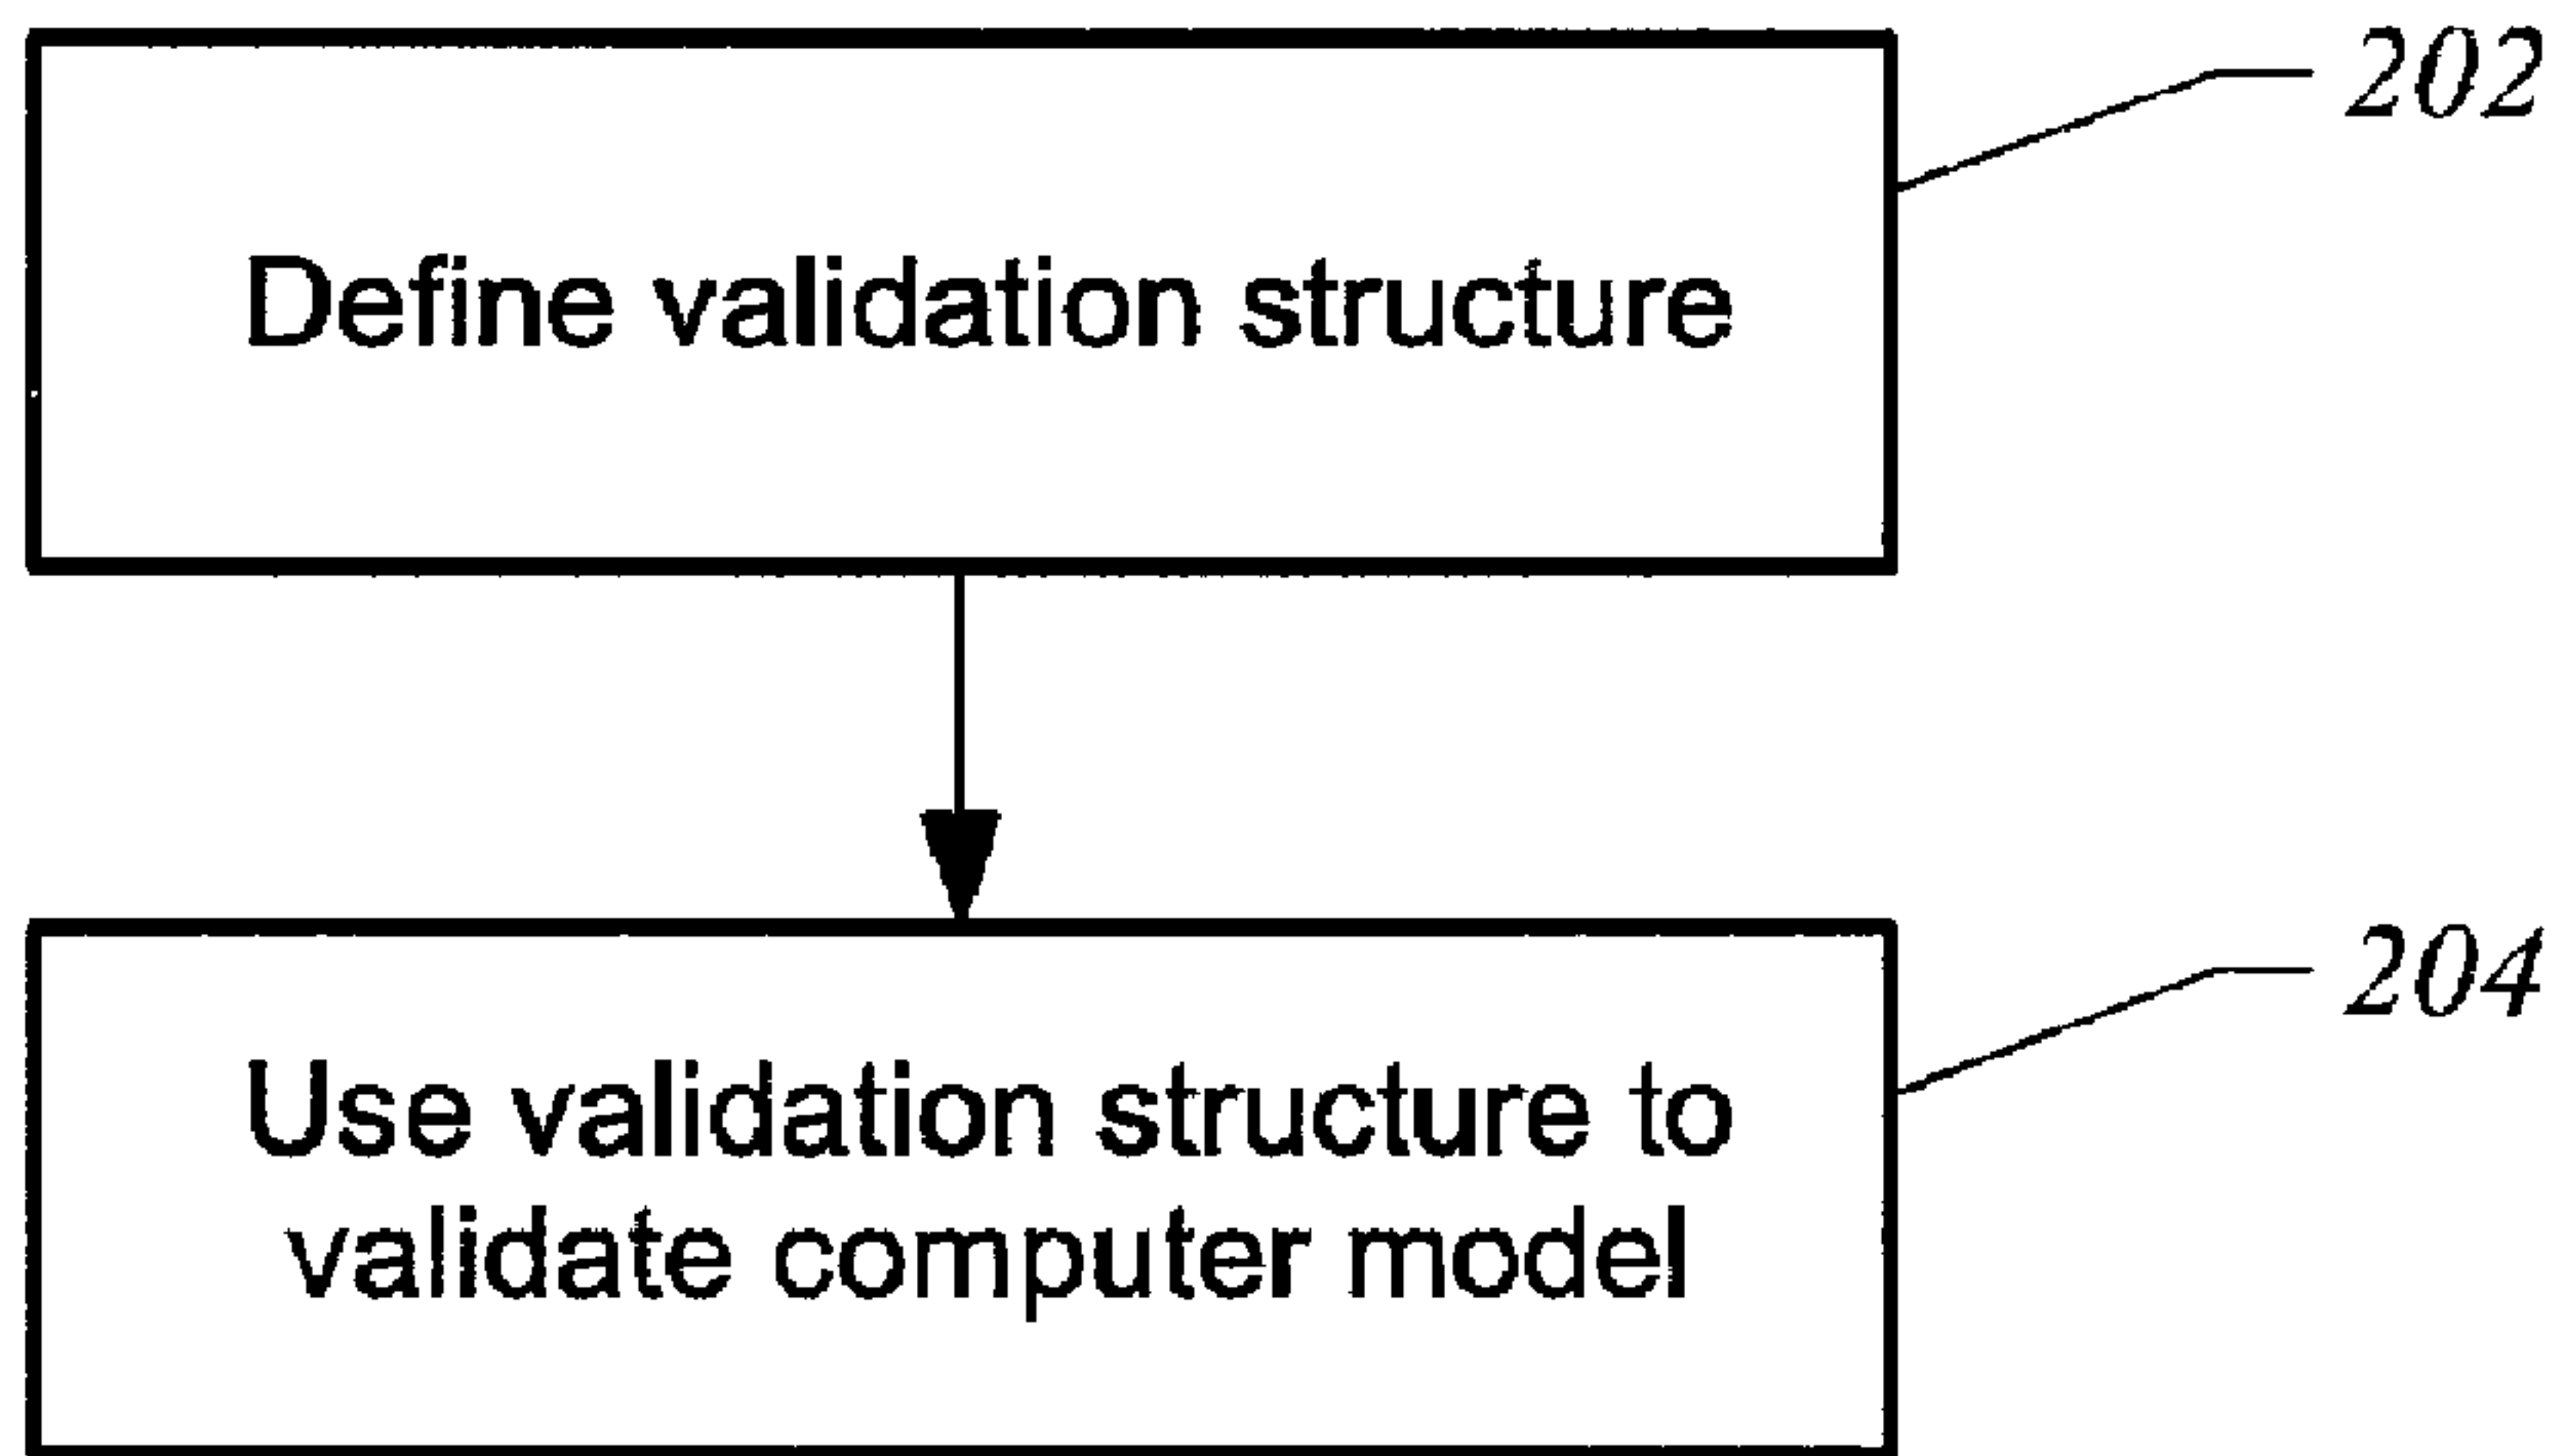 202
Define validation structure
204
Use validation structure to
validate computer model